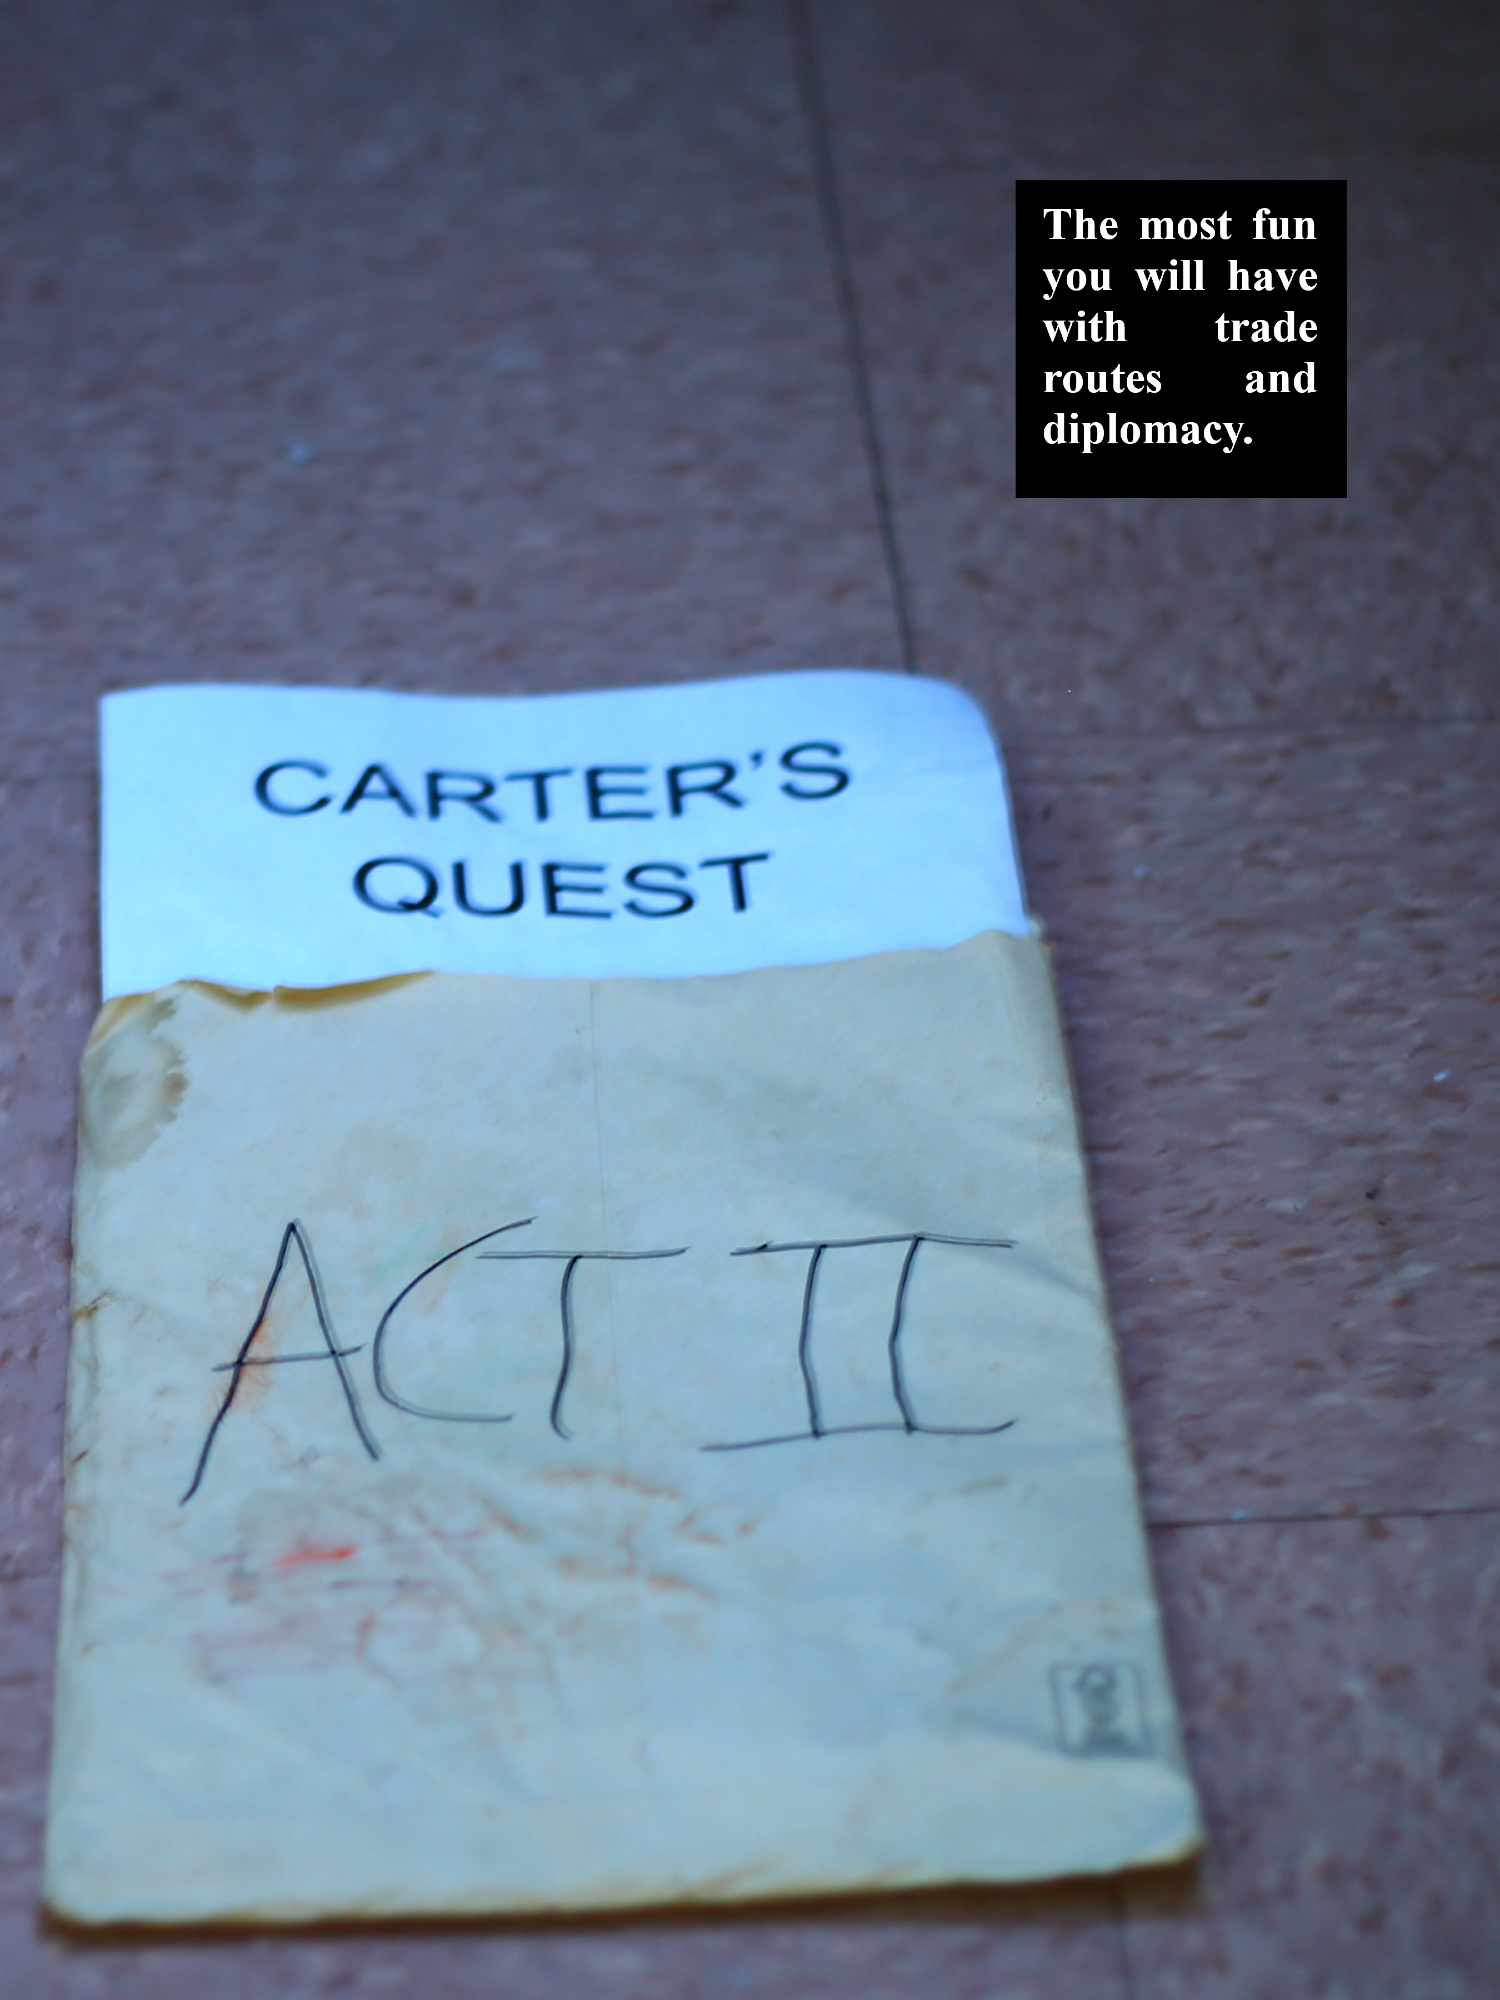 The most fun
you will have
with trade
routes and
diplomacy.
CARTER'S
QUEST
ACT II